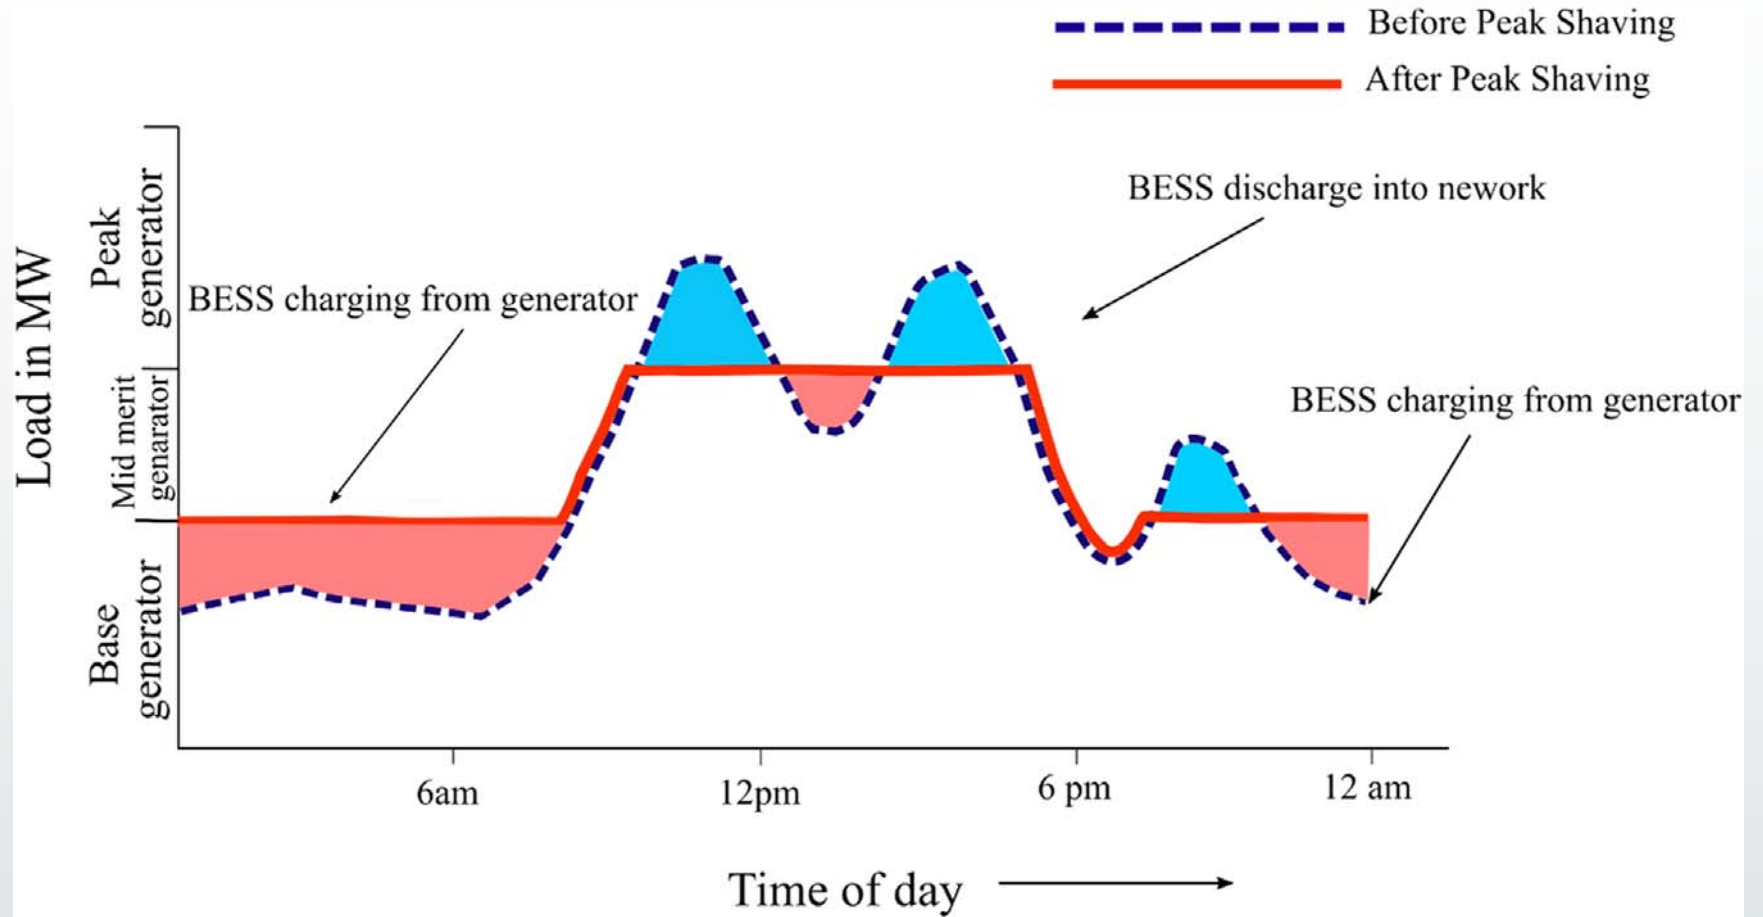 Before Peak Shaving
After Peak Shaving
BESS discharge into nework
BESS charging from generator
BESS charging from generator
Load in MW
Peak
generator
Mid merit
genarator
Base
generator
6am
12pm
6 pm
12 am
Time of day